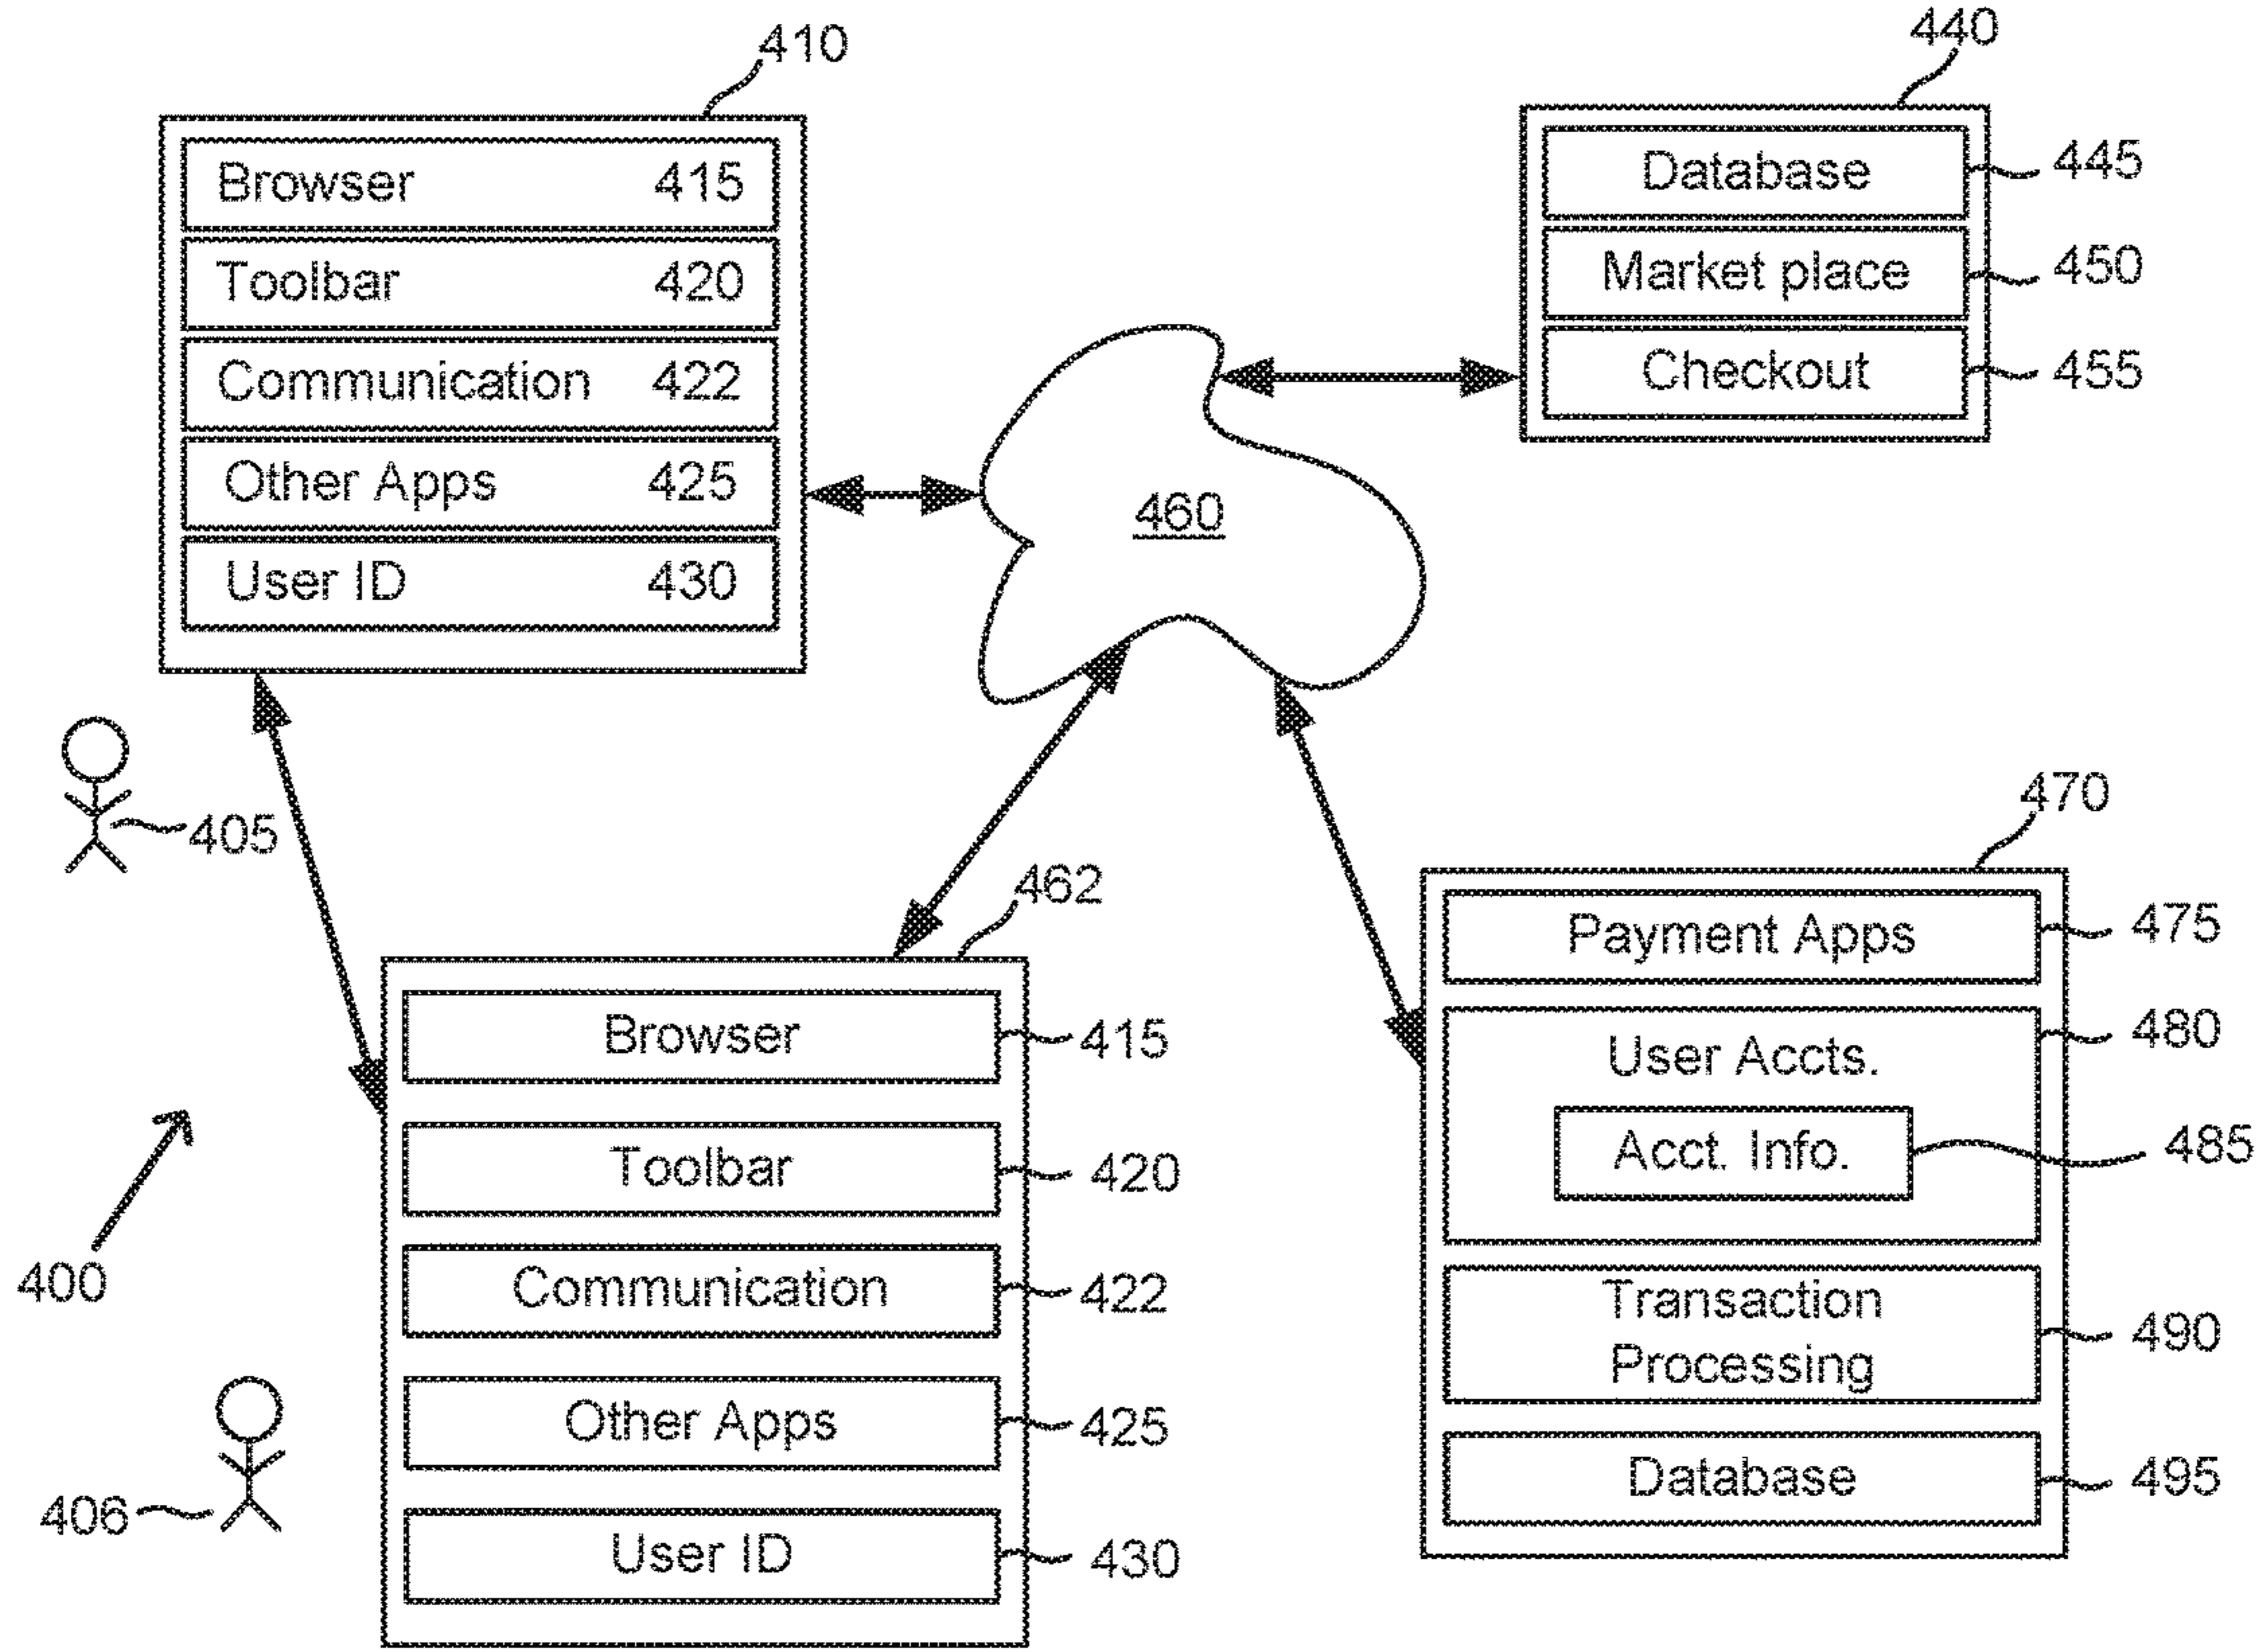 410
Browser 415
Toolbar 420
Communication 422
Other Apps 425
User ID 430
440
Database 445
Market place 450
Checkout 455
460
405
462
Browser 415
Toolbar 420
Communication 422
Other Apps 425
User ID 430
400
406
470
Payment Apps 475
User Accts. 480
Acct. Info. 485
Transaction
Processing 490
Database 495